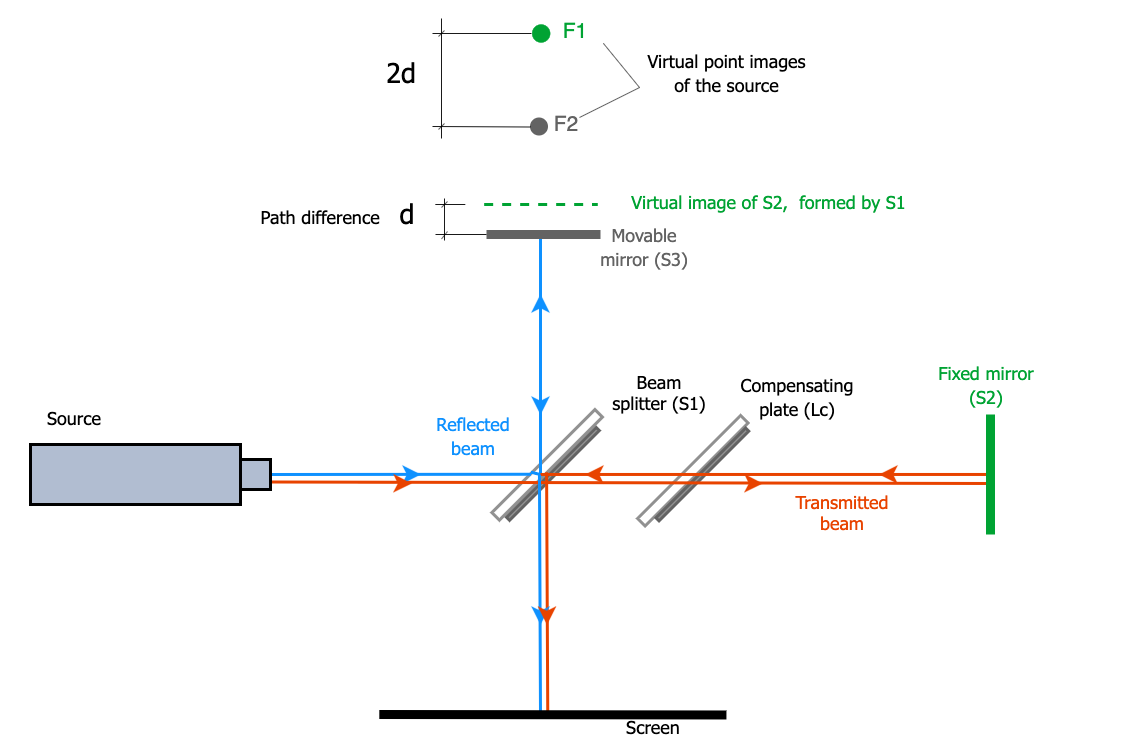 F1
2d
Virtual point images
of the source
F2
Virtual image of S2,  formed by S1
Path difference
d
Movable
mirror (S3)
Fixed mirror
(S2)
Beam
splitter (S1)
Compensating
plate (Lc)
Source
Reflected
beam
Transmitted
beam
Screen